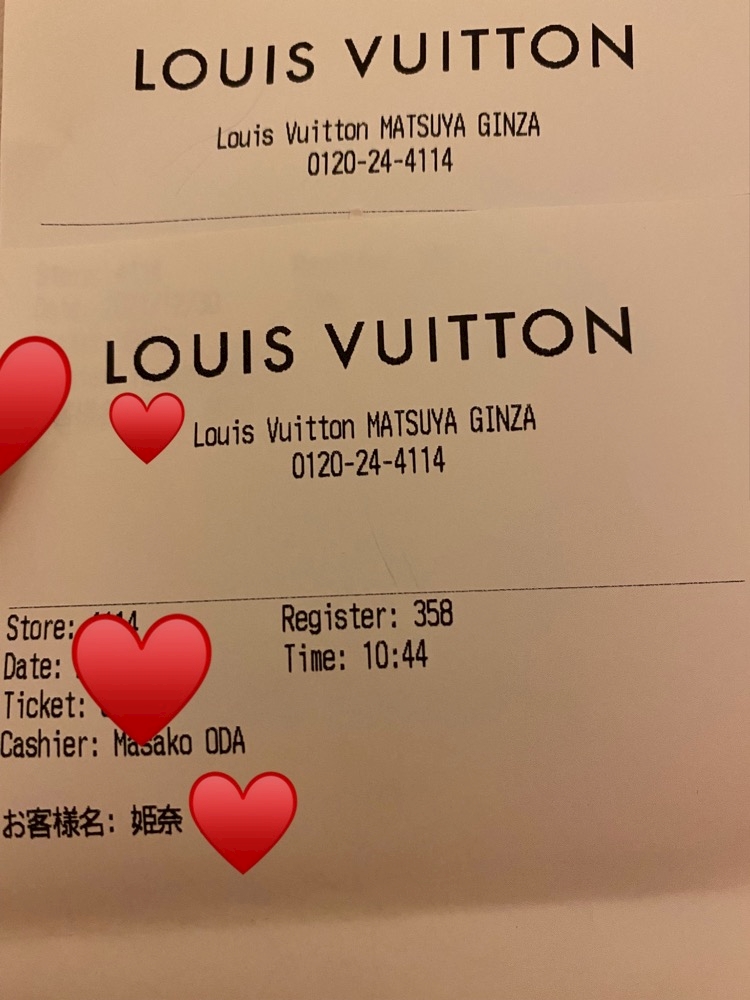 LOUIS VUITTON
Louis Vuitton MATSUYA GINZA
0120-24-4114
LOUIS VUITTON
Louis Vuitton MATSUYA GINZA
0120-24-4114
Store: Register: 358
Date: Time: 10:44
Ticket:
Cashier: Masako ODA
お客様名: 姫奈